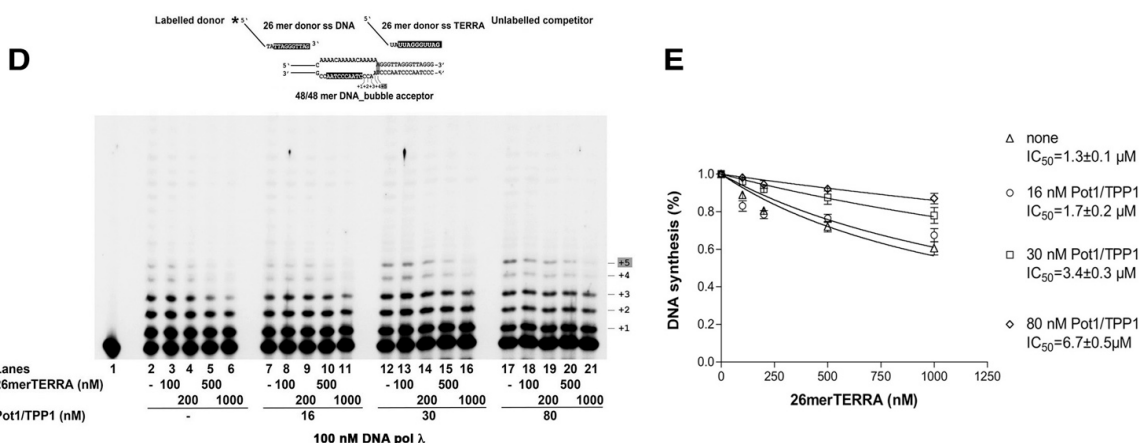 Labelled donor * 5' 5' Unlabelled competitor
26 mer donor ss DNA 26 mer donor ss TERRA
D
E
TATTAGGGTTAG 3' UAUUAGGGUUAG
AAAACAAAAACAAAAA
5' C AGGGTTAGGGTTAGGG-3'
3' G ATCCCAATCCCAATCCC-5'
CCAATCCCAATCCCA
+1+2+3+4+5
48/48 mer DNA_bubble acceptor
+5
+4
+3
+2
+1
Lanes 1 2 3 4 5 6 7 8 9 10 11 12 13 14 15 16 17 18 19 20 21
26merTERRA (nM) - 100 500 - 100 500 - 100 500 - 100 500
200 1000 200 1000 200 1000 200 1000
Pot1/TPP1 (nM) - 16 30 80
100 nM DNA pol λ
DNA synthesis (%)
1.0
0.8
0.6
0.4
0.2
0.0
0 250 500 750 1000 1250
26merTERRA (nM)
none
IC50=1.3±0.1 µM
16 nM Pot1/TPP1
IC50=1.7±0.2 µM
30 nM Pot1/TPP1
IC50=3.4±0.3 µM
80 nM Pot1/TPP1
IC50=6.7±0.5µM